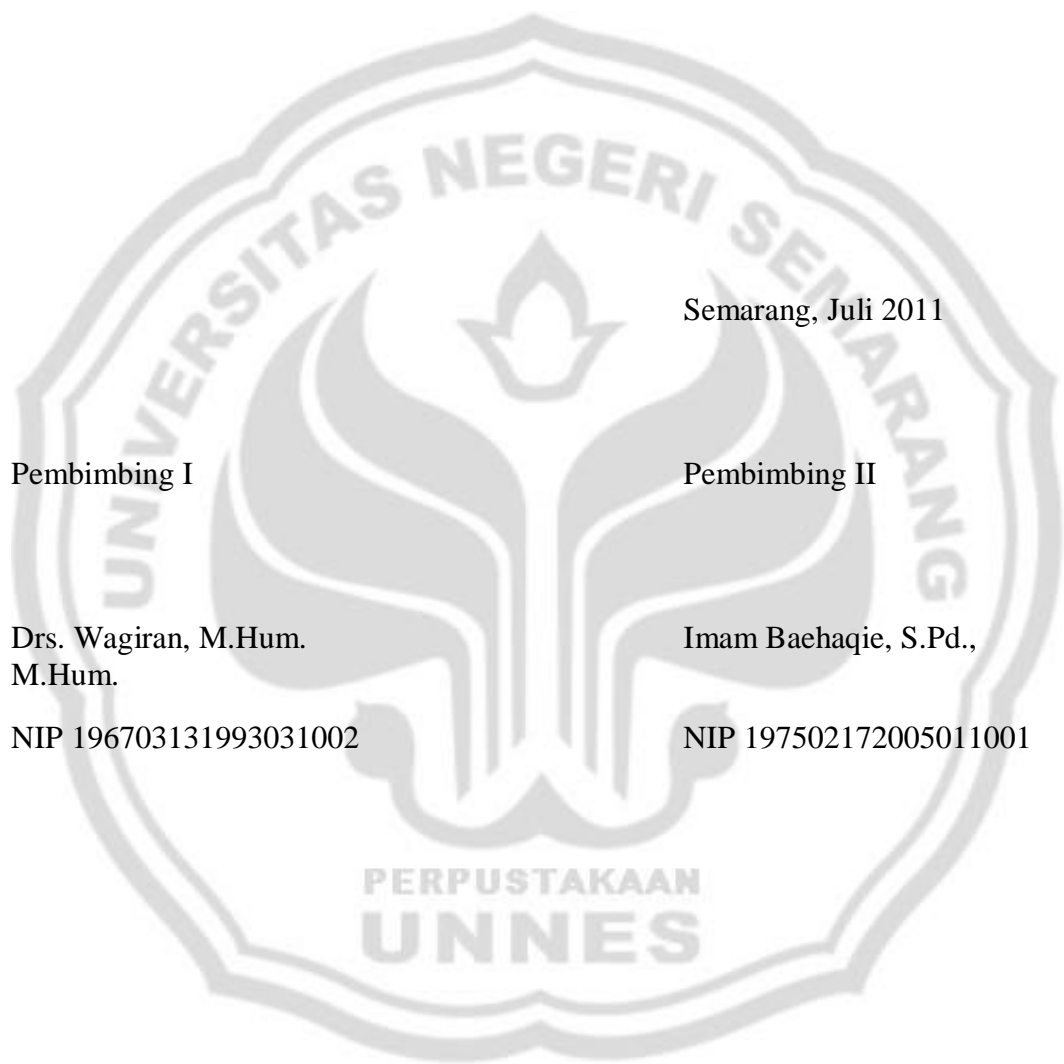 UNIVERSITAS NEGERI SEMARANG
Semarang, Juli 2011
Pembimbing I Pembimbing II
Drs. Wagiran, M.Hum. Imam Baehaqie, S.Pd.,
M.Hum.
NIP 196703131993031002 NIP 197502172005011001
PERPUSTAKAAN
UNNES